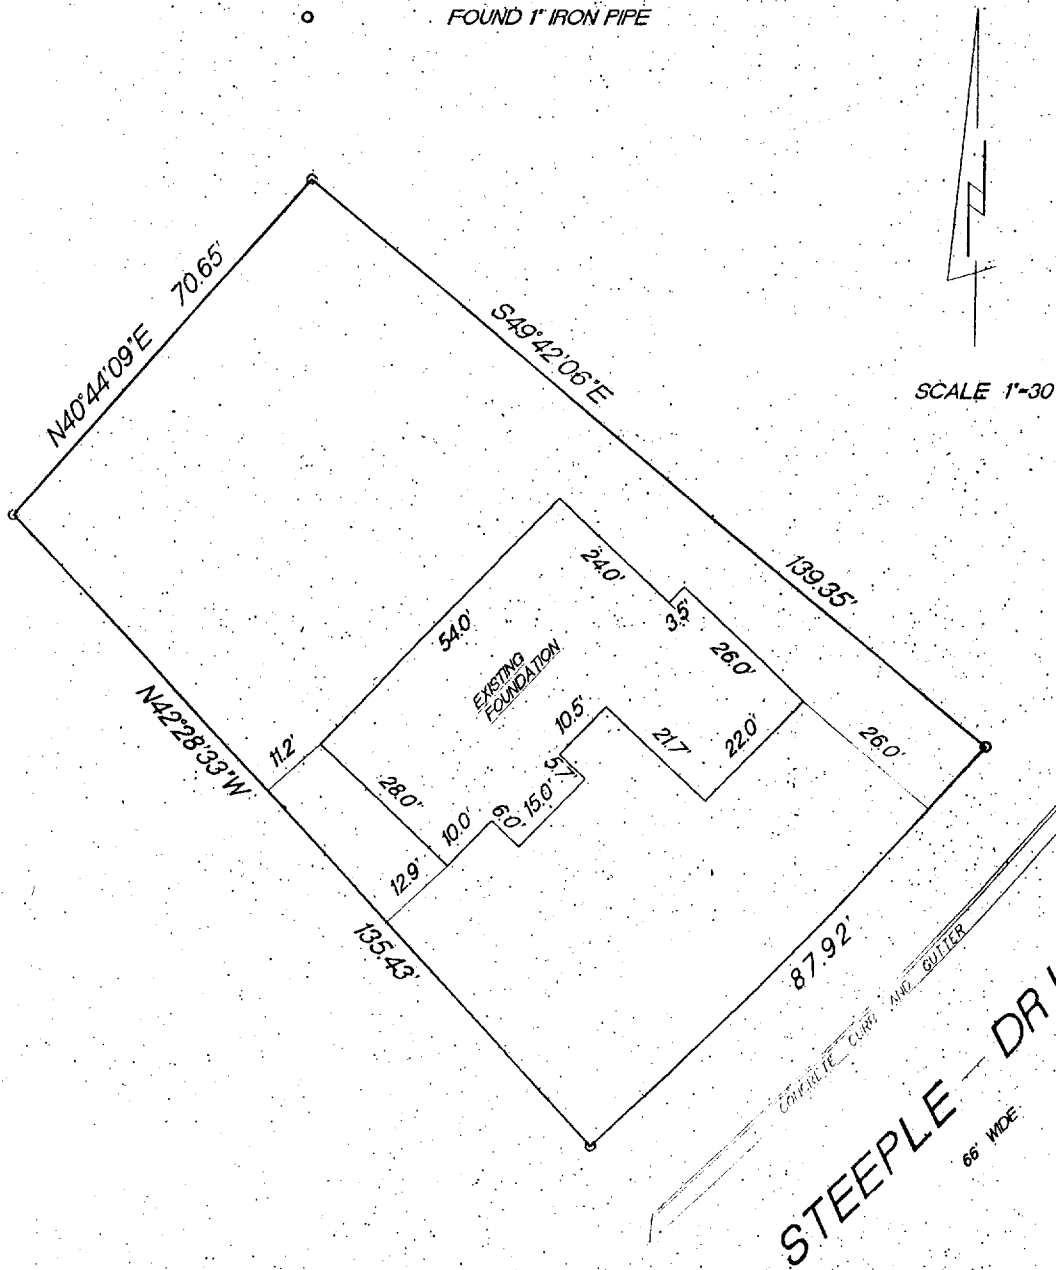 FOUND 1" IRON PIPE
70.65'
N40°44'09"E
S49°42'06"E
SCALE 1"=30
139.35'
24.0'
3.5'
54.0'
26.0'
EXISTING
FOUNDATION
N42°28'33"W
11.2'
28.0'
10.5'
21.7'
22.0'
26.0'
5.7'
15.0'
6.0'
10.0'
12.9'
135.43'
87.92'
CONCRETE CURB AND GUTTER
STEEPLE DRI
66' WIDE